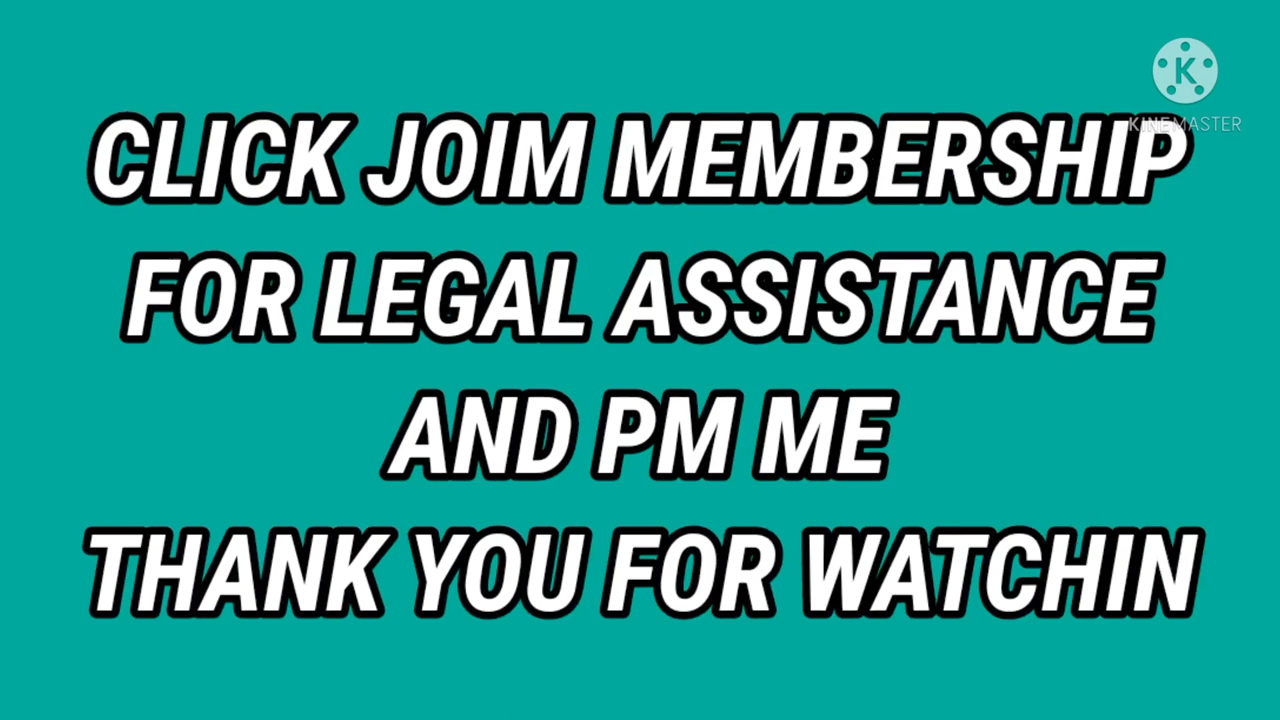 K
KINEMASTER
CLICK JOIM MEMBERSHIP
FOR LEGAL ASSISTANCE
AND PM ME
THANK YOU FOR WATCHIN